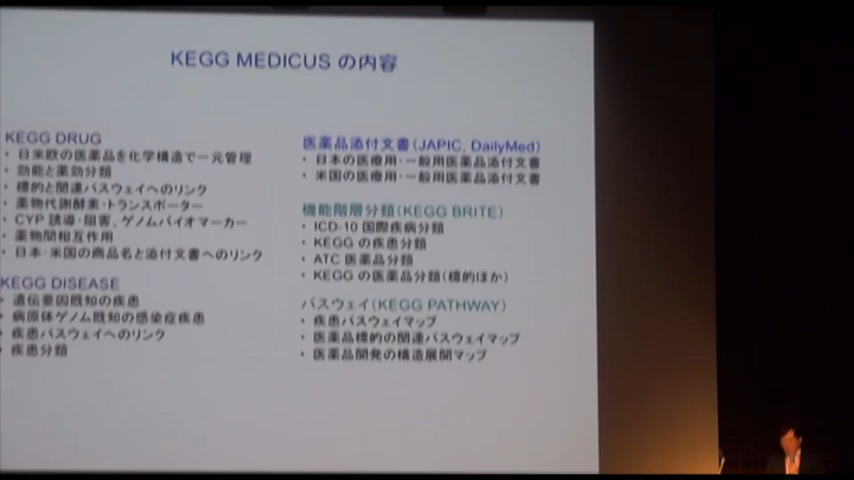 KEGG MEDICUS の内容
KEGG DRUG
・ 日米欧の医薬品を化学構造で一元管理
・ 効能と薬効分類
・ 標的と関連パスウェイへのリンク
・ 薬物代謝酵素・トランスポーター
・ CYP 誘導・阻害、ゲノムバイオマーカー
・ 薬物間相互作用
・ 日本・米国の商品名と添付文書へのリンク
KEGG DISEASE
・ 遺伝要因既知の疾患
・ 病原体ゲノム既知の感染症疾患
・ 疾患パスウェイへのリンク
・ 疾患分類
医薬品添付文書(JAPIC, DailyMed)
・ 日本の医療用・一般用医薬品添付文書
・ 米国の医療用・一般用医薬品添付文書
機能階層分類(KEGG BRITE)
・ ICD-10 国際疾病分類
・ KEGG の疾患分類
・ ATC 医薬品分類
・ KEGG の医薬品分類(標的ほか)
パスウェイ(KEGG PATHWAY)
・ 疾患パスウェイマップ
・ 医薬品標的の関連パスウェイマップ
・ 医薬品開発の構造展開マップ